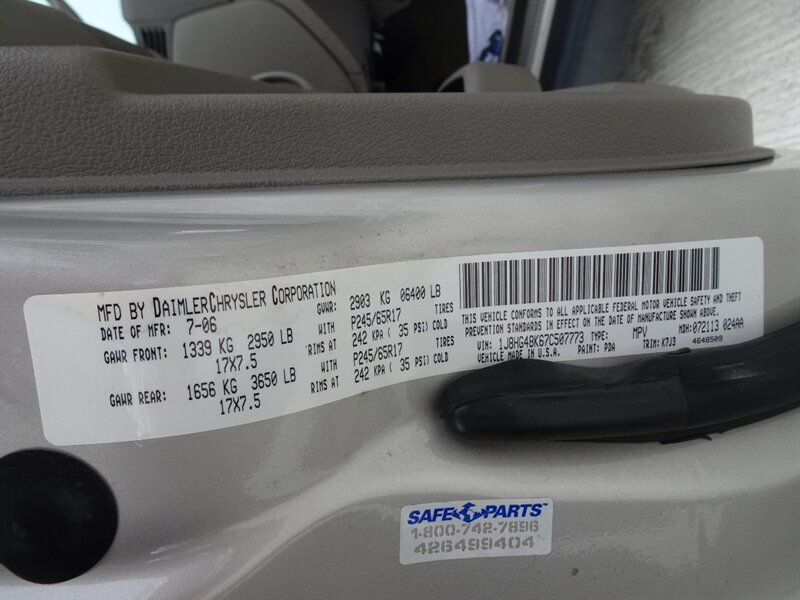 MFD BY DAIMLERCHRYSLER CORPORATION
DATE OF MFR: 7-06 GVWR: 2903 KG 06400 LB
GAWR FRONT: 1339 KG 2950 LB WITH P245/65R17 TIRES
17X7.5 RIMS AT 242 KPA ( 35 PSI) COLD
GAWR REAR: 1656 KG 3650 LB WITH P245/65R17 TIRES
17X7.5 RIMS AT 242 KPA ( 35 PSI) COLD
THIS VEHICLE CONFORMS TO ALL APPLICABLE FEDERAL MOTOR VEHICLE SAFETY AND THEFT
PREVENTION STANDARDS IN EFFECT ON THE DATE OF MANUFACTURE SHOWN ABOVE.
VIN: 1J8HG48K67C507773 TYPE: MPV MDH: 072113 024AA
MADE IN U.S.A. PAINT: PDA TRIM: K7J3 4648509
SAFE PARTS™
1-800-742-7896
426499404